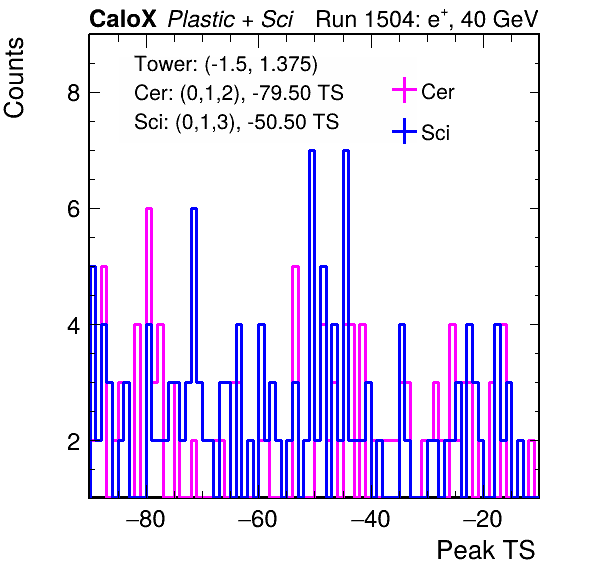 CaloX Plastic + Sci Run 1504: e+, 40 GeV
Counts
Tower: (-1.5, 1.375)
Cer: (0,1,2), -79.50 TS
Sci: (0,1,3), -50.50 TS
Cer
Sci
8
6
4
2
−80 −60 −40 −20
Peak TS